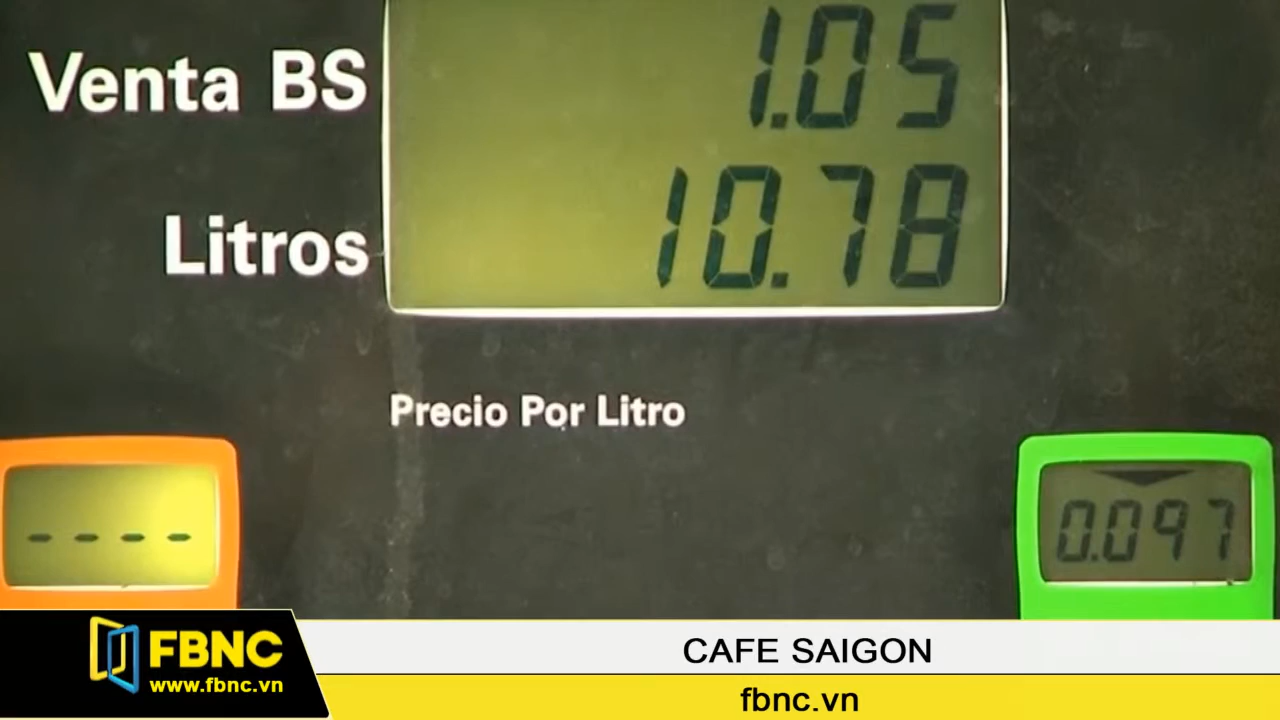 Venta BS 1.05
Litros 10.78
Precio Por Litro
- - - -
0.097
FBNC
www.fbnc.vn
CAFE SAIGON
fbnc.vn